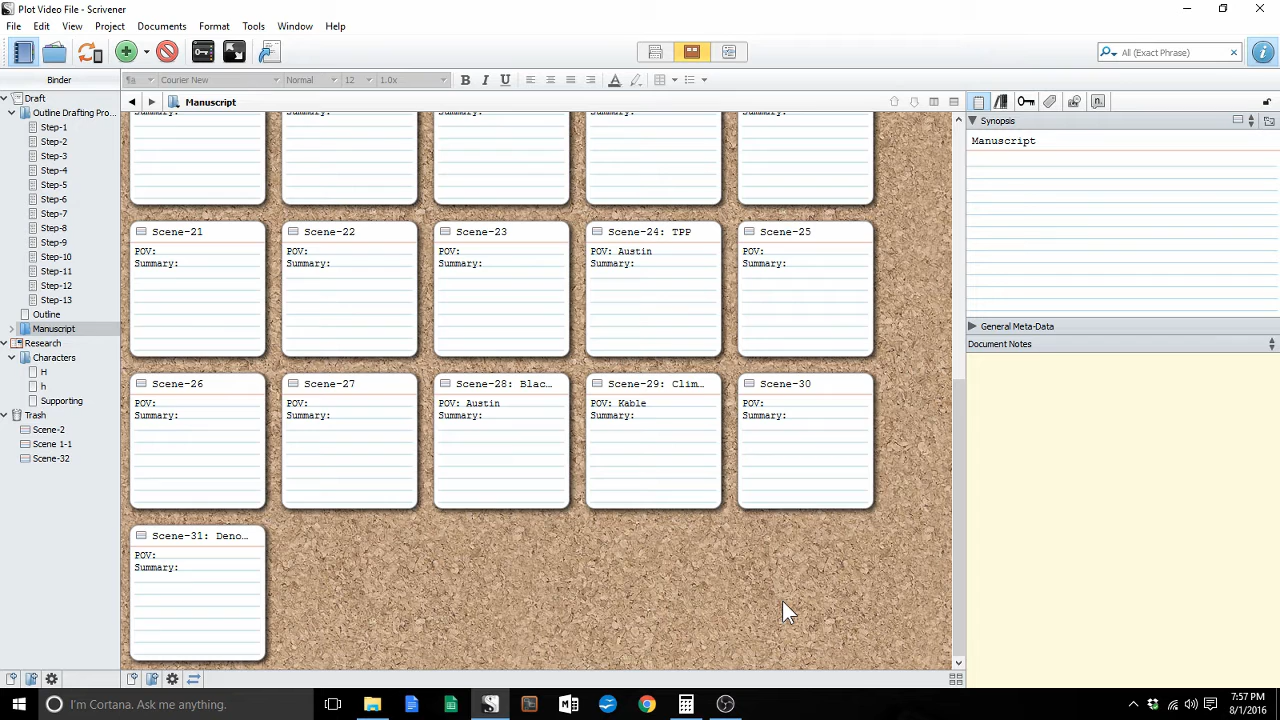 Plot Video File - Scrivener
File Edit View Project Documents Format Tools Window Help
All (Exact Phrase)
Binder
Courier New Normal 12 1.0x B I U A
Manuscript
Draft
Outline Drafting Pro...
Step-1
Step-2
Step-3
Step-4
Step-5
Step-6
Step-7
Step-8
Step-9
Step-10
Step-11
Step-12
Step-13
Outline
Manuscript
Research
Characters
H
h
Supporting
Trash
Scene-2
Scene 1-1
Scene-32
Summary: Summary: Summary: Summary: Summary:
Scene-21
POV:
Summary:
Scene-22
POV:
Summary:
Scene-23
POV:
Summary:
Scene-24: TPP
POV: Austin
Summary:
Scene-25
POV:
Summary:
Scene-26
POV:
Summary:
Scene-27
POV:
Summary:
Scene-28: Blac...
POV: Austin
Summary:
Scene-29: Clim...
POV: Kable
Summary:
Scene-30
POV:
Summary:
Scene-31: Deno...
POV:
Summary:
Synopsis
Manuscript
General Meta-Data
Document Notes
I'm Cortana. Ask me anything.
7:57 PM
8/1/2016